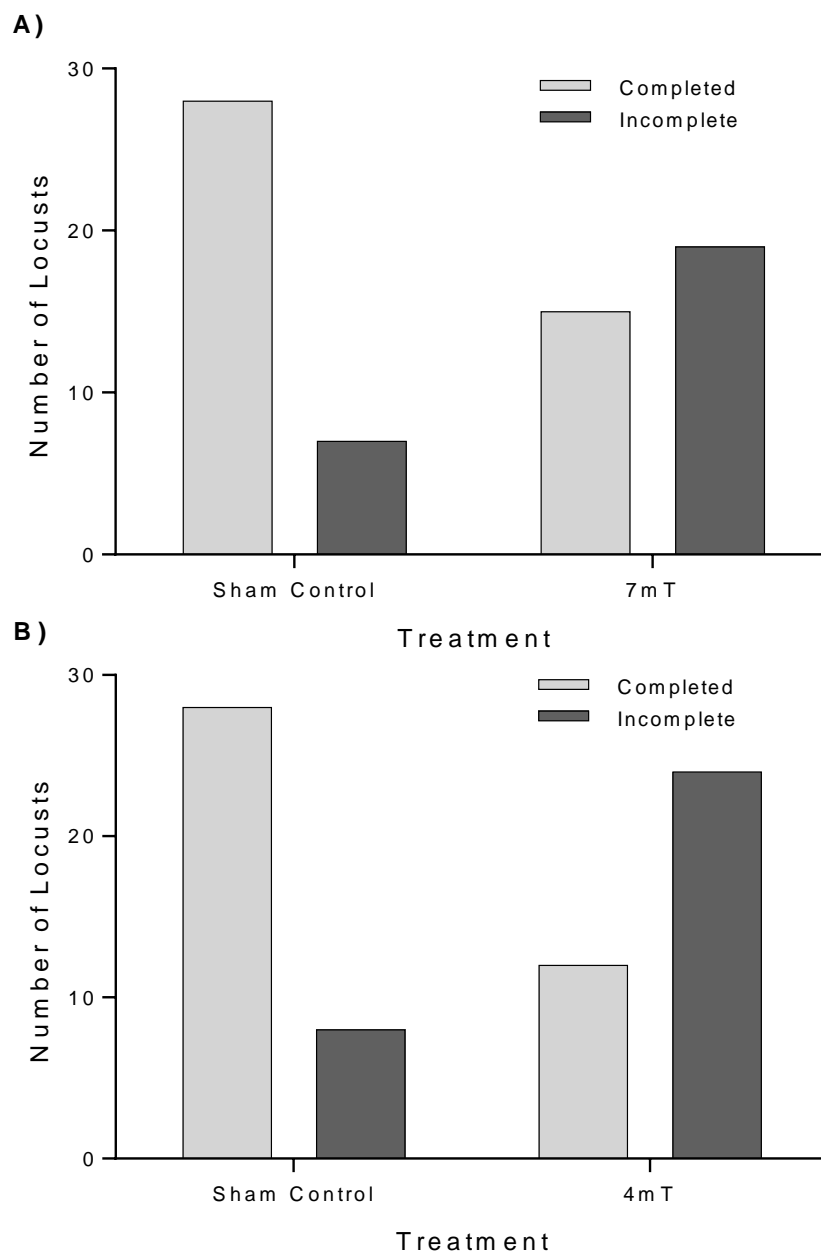 A)
30
20
10
0
Number of Locusts
Completed
Incomplete
Sham Control
7mT
Treatment
B)
30
20
10
0
Number of Locusts
Completed
Incomplete
Sham Control
4mT
Treatment